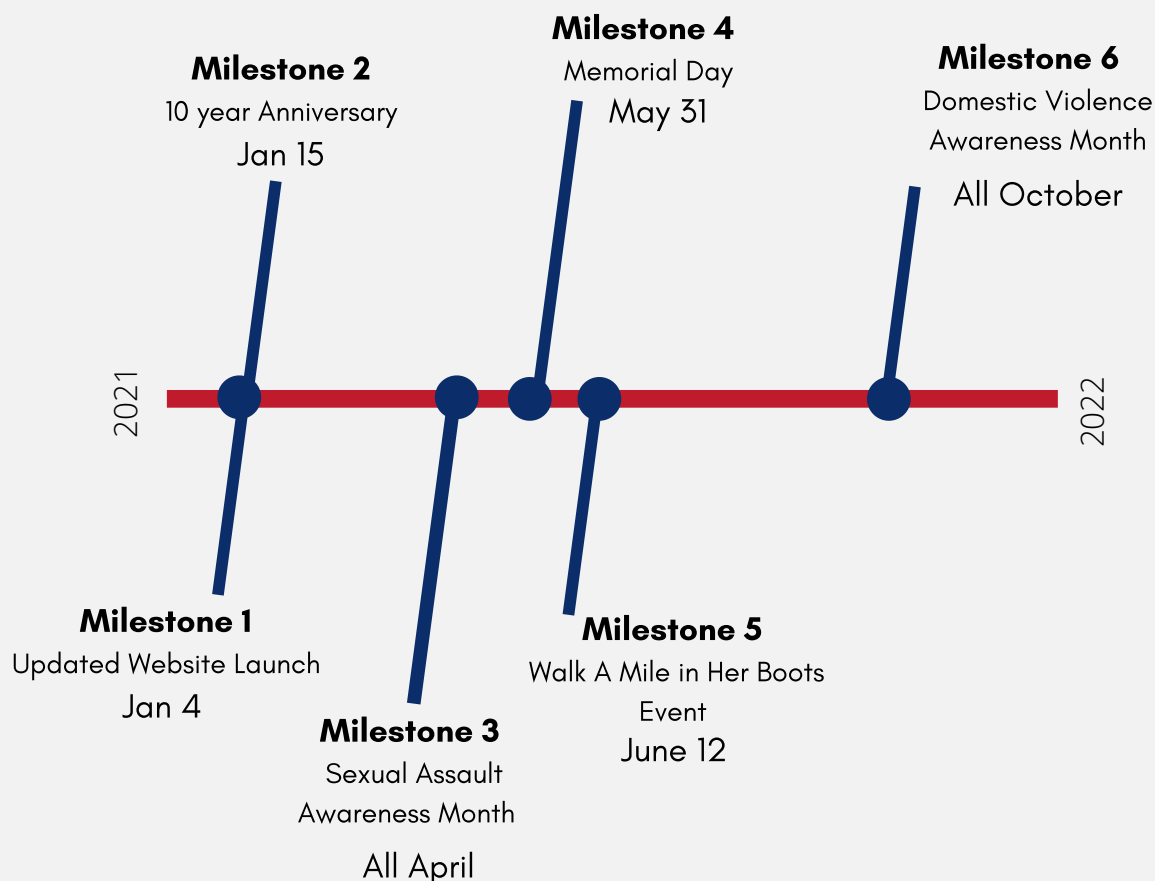 Milestone 4
Memorial Day
May 31
Milestone 6
Domestic Violence
Awareness Month
All October
Milestone 2
10 year Anniversary
Jan 15
2021
2022
Milestone 1
Updated Website Launch
Jan 4
Milestone 5
Walk A Mile in Her Boots
Event
June 12
Milestone 3
Sexual Assault
Awareness Month
All April